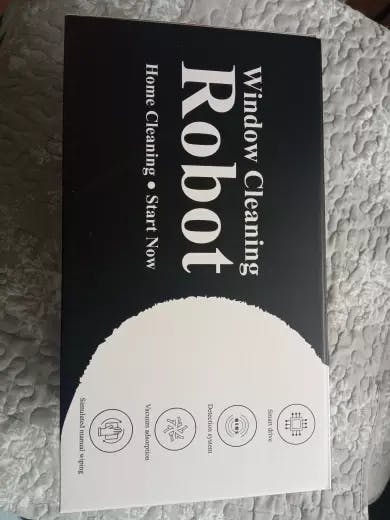 Window Cleaning
Robot
Home Cleaning • Start Now
Smart drive
Detection system
Vacuum adsorption
Simulated manual wiping